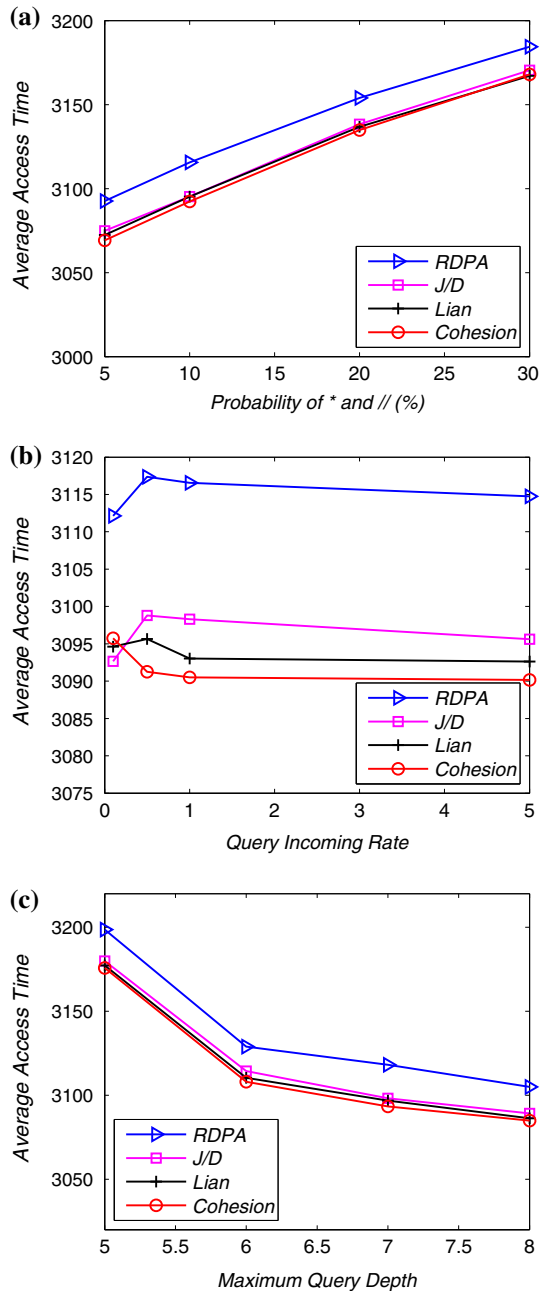 (a)
3200
3150
3100
3050
3000
Average Access Time
5
10
20
30
Probability of * and // (%)
RDPA
J/D
Lian
Cohesion
(b)
3120
3115
3110
3105
3100
3095
3090
3085
3080
3075
Average Access Time
0
1
2
3
4
5
Query Incoming Rate
RDPA
J/D
Lian
Cohesion
(c)
3200
3150
3100
3050
Average Access Time
5
5.5
6
6.5
7
7.5
8
Maximum Query Depth
RDPA
J/D
Lian
Cohesion